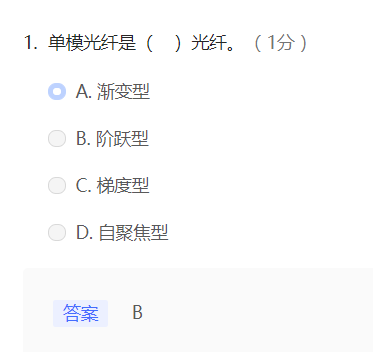 1. 单模光纤是（　）光纤。（1分）
A. 渐变型
B. 阶跃型
C. 梯度型
D. 自聚焦型
答案 B